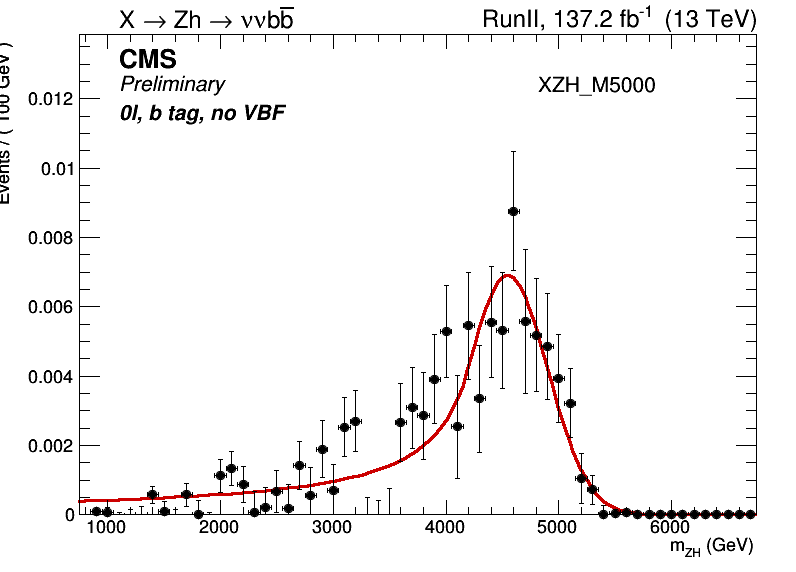 X → Zh → ννbb̅
RunII, 137.2 fb⁻¹ (13 TeV)
CMS
Preliminary
0l, b tag, no VBF
XZH_M5000
Events / ( 100 GeV )
0.012
0.01
0.008
0.006
0.004
0.002
0
1000 2000 3000 4000 5000 6000
m_ZH (GeV)